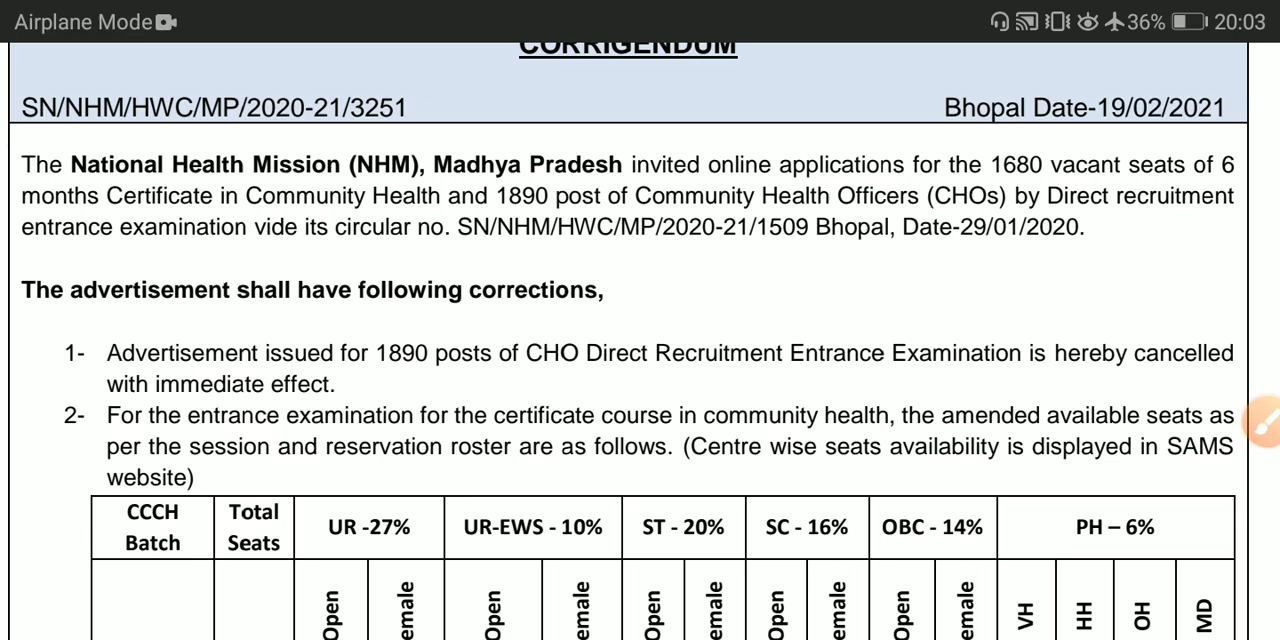 Airplane Mode 36% 20:03
CORRIGENDUM
SN/NHM/HWC/MP/2020-21/3251 Bhopal Date-19/02/2021
The National Health Mission (NHM), Madhya Pradesh invited online applications for the 1680 vacant seats of 6
months Certificate in Community Health and 1890 post of Community Health Officers (CHOs) by Direct recruitment
entrance examination vide its circular no. SN/NHM/HWC/MP/2020-21/1509 Bhopal, Date-29/01/2020.
The advertisement shall have following corrections,
1- Advertisement issued for 1890 posts of CHO Direct Recruitment Entrance Examination is hereby cancelled
with immediate effect.
2- For the entrance examination for the certificate course in community health, the amended available seats as
per the session and reservation roster are as follows. (Centre wise seats availability is displayed in SAMS
website)
CCCH Batch Total Seats UR -27% UR-EWS - 10% ST - 20% SC - 16% OBC - 14% PH – 6%
Open emale Open emale Open emale Open emale Open emale VH HH OH MD